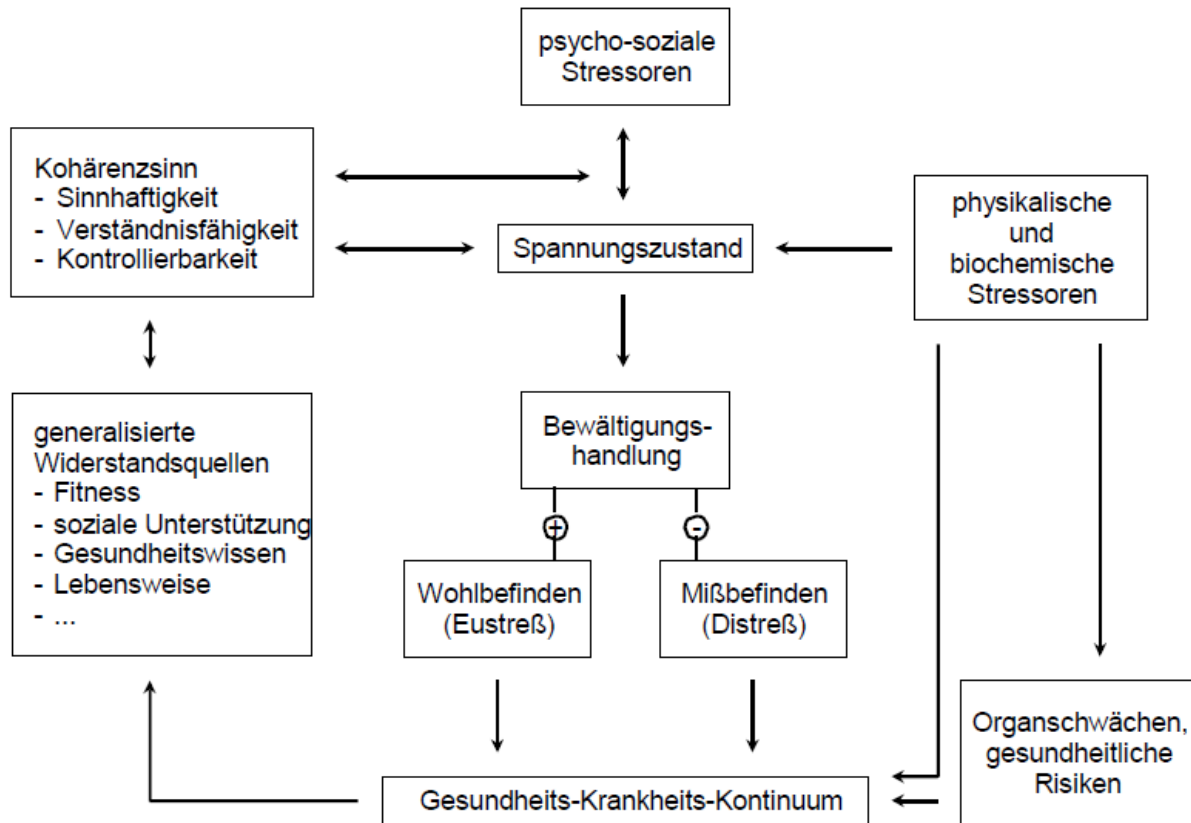 psycho-soziale
Stressoren
Kohärenzsinn
- Sinnhaftigkeit
- Verständnisfähigkeit
- Kontrollierbarkeit
Spannungszustand
physikalische
und
biochemische
Stressoren
generalisierte
Widerstandsquellen
- Fitness
- soziale Unterstützung
- Gesundheitswissen
- Lebensweise
- ...
Bewältigungs-
handlung
+
-
Wohlbefinden
(Eustreß)
Mißbefinden
(Distreß)
Organschwächen,
gesundheitliche
Risiken
Gesundheits-Krankheits-Kontinuum